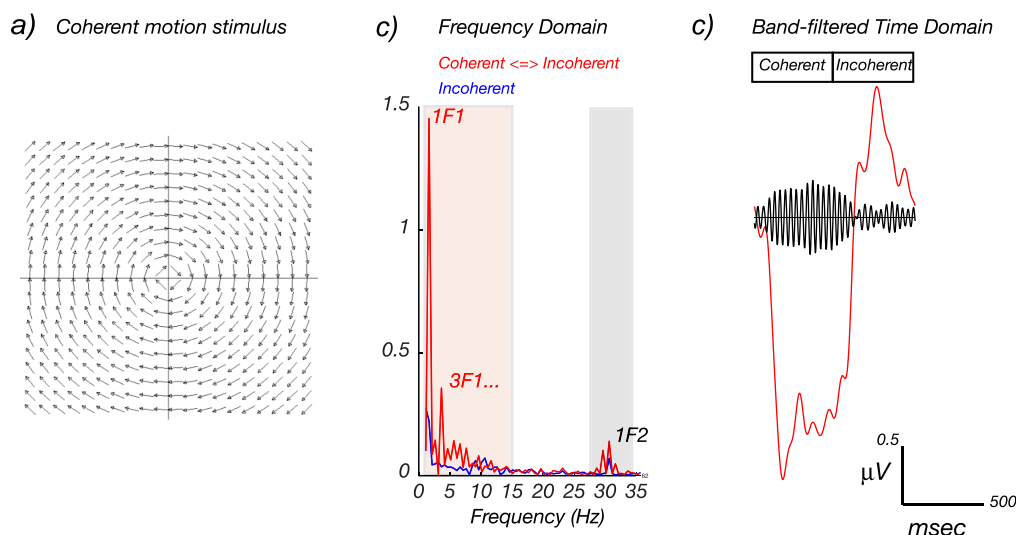 a) Coherent motion stimulus
c) Frequency Domain
Coherent <=> Incoherent
Incoherent
1.5
1F1
1
0.5
3F1...
1F2
0
0 5 10 15 20 25 30 35
Frequency (Hz)
c) Band-filtered Time Domain
Coherent Incoherent
0.5
μV
500
msec